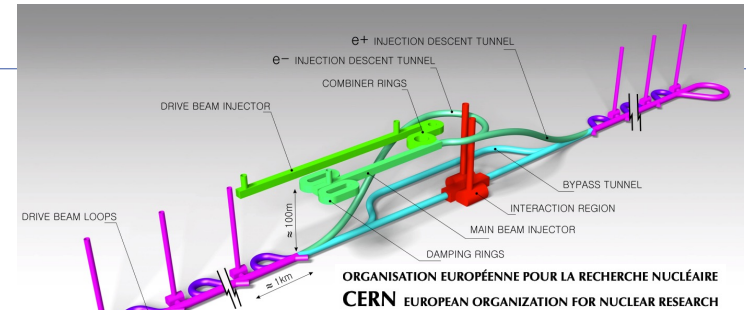 e+ INJECTION DESCENT TUNNEL
e- INJECTION DESCENT TUNNEL
COMBINER RINGS
DRIVE BEAM INJECTOR
BYPASS TUNNEL
INTERACTION REGION
DRIVE BEAM LOOPS
MAIN BEAM INJECTOR
≈ 100m
DAMPING RINGS
≈ 1km
ORGANISATION EUROPÉENNE POUR LA RECHERCHE NUCLÉAIRE
CERN EUROPEAN ORGANIZATION FOR NUCLEAR RESEARCH